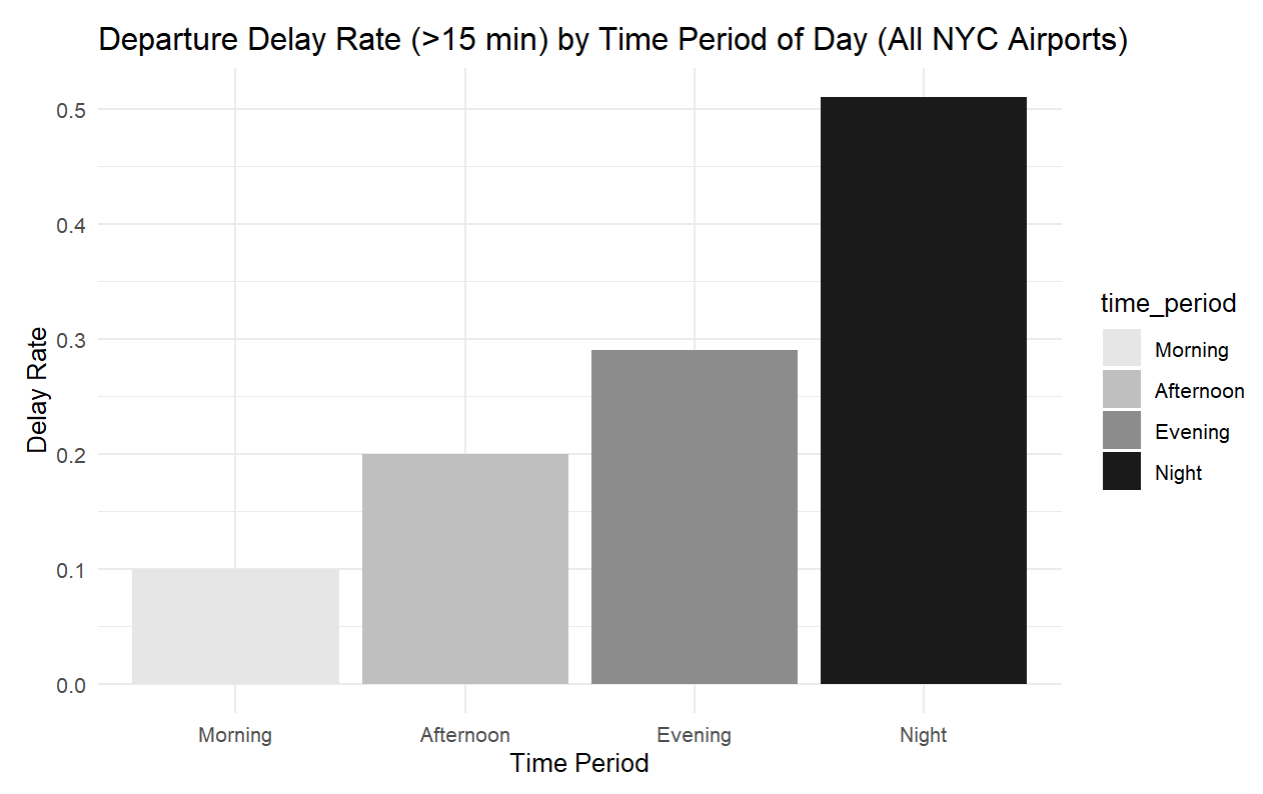 Departure Delay Rate (>15 min) by Time Period of Day (All NYC Airports)
0.5
0.4
0.3
0.2
0.1
0.0
Delay Rate
Morning
Afternoon
Evening
Night
Time Period
time_period
Morning
Afternoon
Evening
Night